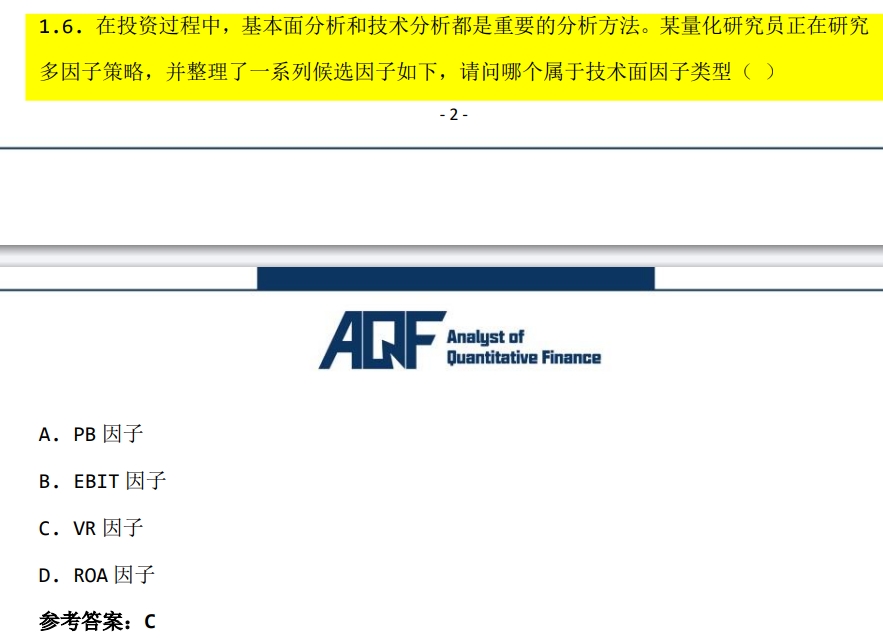 1.6. 在投资过程中，基本面分析和技术分析都是重要的分析方法。某量化研究员正在研究
多因子策略，并整理了一系列候选因子如下，请问哪个属于技术面因子类型（ ）
- 2 -
AQF
Analyst of
Quantitative Finance
A. PB 因子
B. EBIT 因子
C. VR 因子
D. ROA 因子
参考答案：C